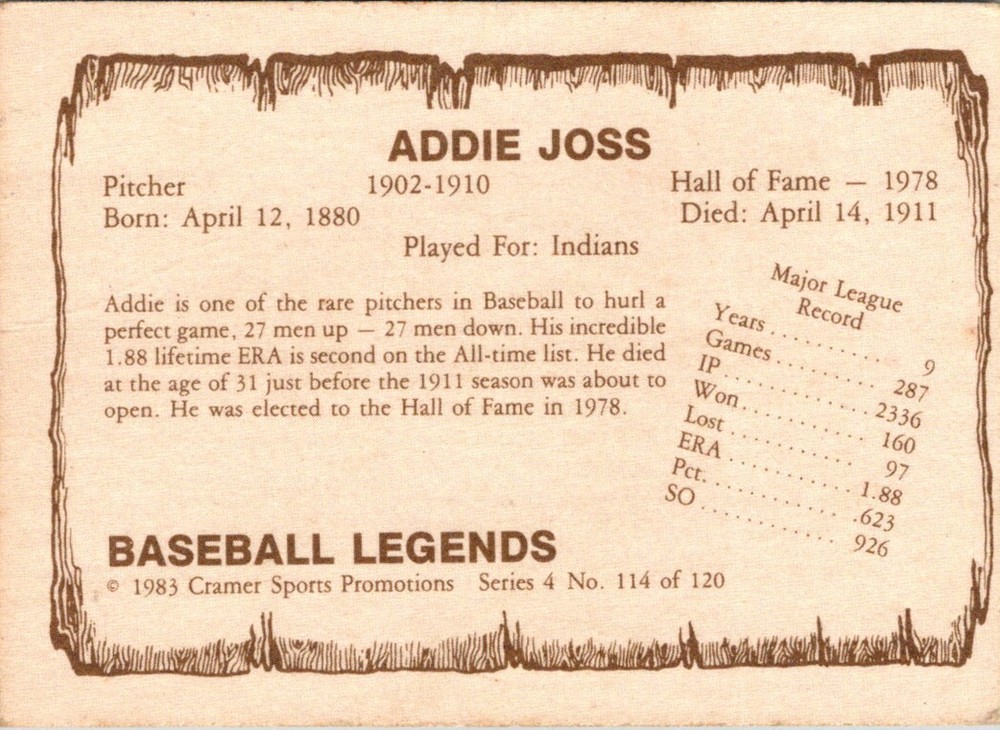 ADDIE JOSS
Pitcher 1902-1910 Hall of Fame — 1978
Born: April 12, 1880 Died: April 14, 1911
Played For: Indians
Addie is one of the rare pitchers in Baseball to hurl a
perfect game, 27 men up — 27 men down. His incredible
1.88 lifetime ERA is second on the All-time list. He died
at the age of 31 just before the 1911 season was about to
open. He was elected to the Hall of Fame in 1978.
Major League
Record
Years . . . . . . . . . . . . 9
Games . . . . . . . . . . 287
IP . . . . . . . . . . . . . 2336
Won . . . . . . . . . . . 160
Lost . . . . . . . . . . . . 97
ERA . . . . . . . . . . . 1.88
Pct. . . . . . . . . . . . .623
SO . . . . . . . . . . . . 926
BASEBALL LEGENDS
© 1983 Cramer Sports Promotions Series 4 No. 114 of 120